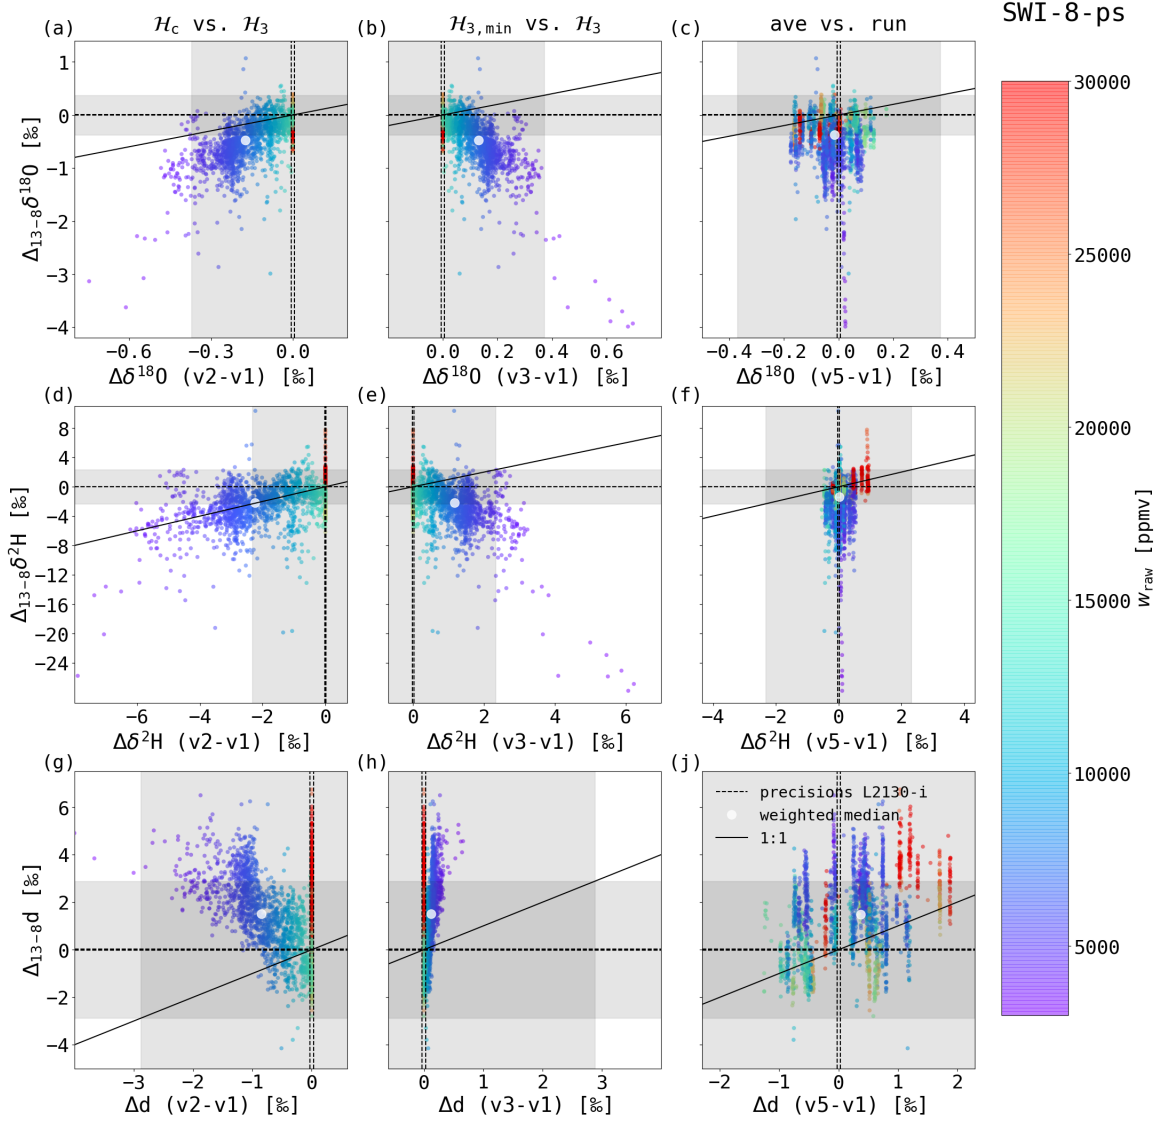 SWI-8-ps
(a) ℋc vs. ℋ3
(b) ℋ3,min vs. ℋ3
(c) ave vs. run
Δ13−8δ18O [‰]
1
0
−1
−2
−3
−4
−0.6 −0.3 0.0
Δδ18O (v2-v1) [‰]
0.0 0.2 0.4 0.6
Δδ18O (v3-v1) [‰]
−0.4 −0.2 0.0 0.2 0.4
Δδ18O (v5-v1) [‰]
(d)
(e)
(f)
Δ13−8δ2H [‰]
8
4
0
−4
−8
−12
−16
−20
−24
−6 −4 −2 0
Δδ2H (v2-v1) [‰]
0 2 4 6
Δδ2H (v3-v1) [‰]
−4 −2 0 2 4
Δδ2H (v5-v1) [‰]
(g)
(h)
(j)
Δ13−8d [‰]
6
4
2
0
−2
−4
precisions L2130-i
weighted median
1:1
−3 −2 −1 0
Δd (v2-v1) [‰]
0 1 2 3
Δd (v3-v1) [‰]
−2 −1 0 1 2
Δd (v5-v1) [‰]
30000
25000
20000
15000
10000
5000
wraw [ppmv]